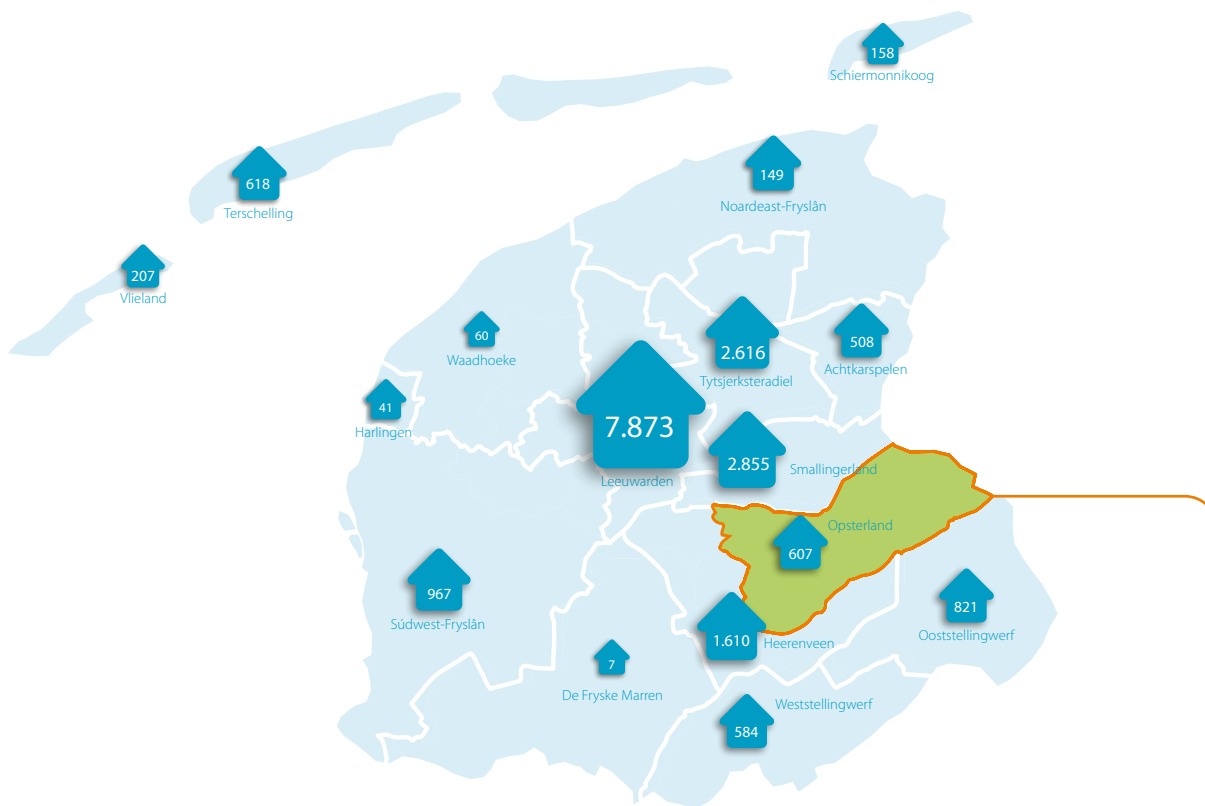 158
Schiermonnikoog
149
Noardeast-Fryslân
618
Terschelling
207
Vlieland
60
Waadhoeke
2.616
Tytsjerksteradiel
508
Achtkarspelen
41
Harlingen
7.873
Leeuwarden
2.855
Smallingerland
Opsterland
607
967
Súdwest-Fryslân
821
Ooststellingwerf
1.610
Heerenveen
7
De Fryske Marren
Weststellingwerf
584